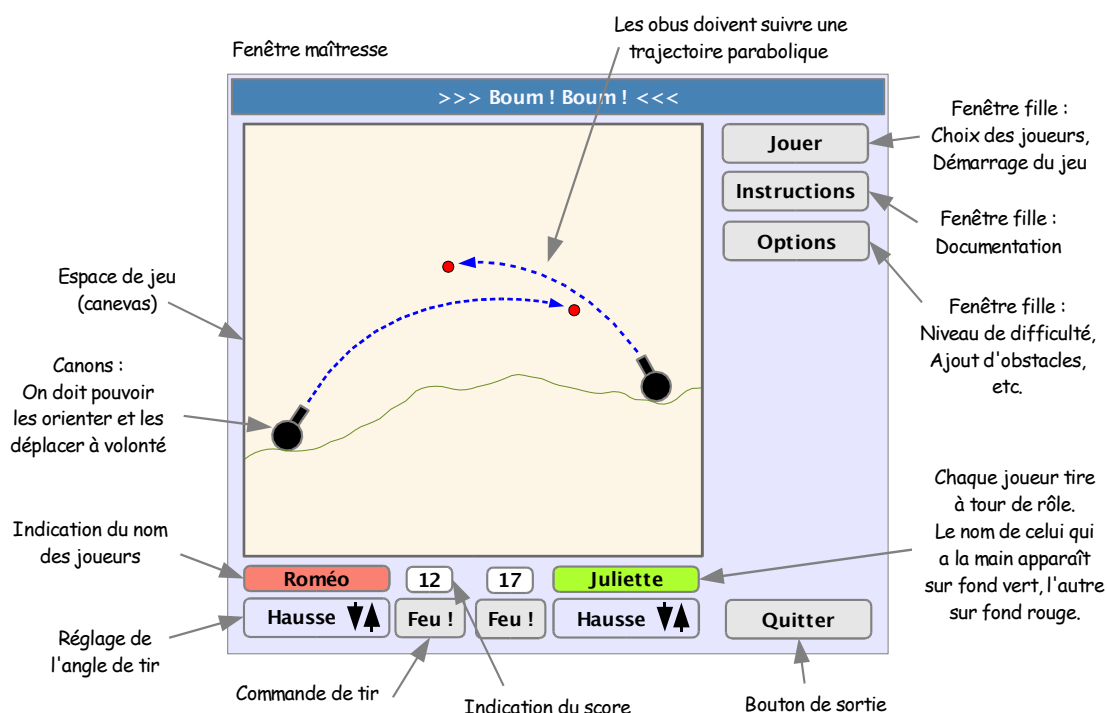 Les obus doivent suivre une
trajectoire parabolique
Fenêtre maîtresse
>>> Boum ! Boum ! <<<
Jouer
Instructions
Options
Fenêtre fille :
Choix des joueurs,
Démarrage du jeu
Fenêtre fille :
Documentation
Fenêtre fille :
Niveau de difficulté,
Ajout d'obstacles,
etc.
Espace de jeu
(canevas)
Canons :
On doit pouvoir
les orienter et les
déplacer à volonté
Chaque joueur tire
à tour de rôle.
Le nom de celui qui
a la main apparaît
sur fond vert, l'autre
sur fond rouge.
Indication du nom
des joueurs
Roméo 12 17 Juliette
Hausse Feu ! Feu ! Hausse Quitter
Réglage de
l'angle de tir
Commande de tir
Indication du score
Bouton de sortie